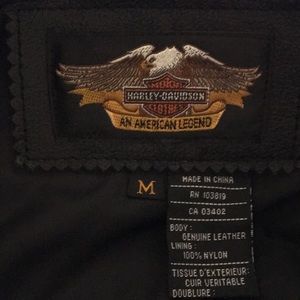 MOTOR
HARLEY-DAVIDSON
CLOTHES
AN AMERICAN LEGEND
M
MADE IN CHINA
RN 103819
CA 03402
BODY:
GENUINE LEATHER
LINING:
100% NYLON
TISSUE D'EXTERIEUR:
CUIR VERITABLE
DOUBLURE: